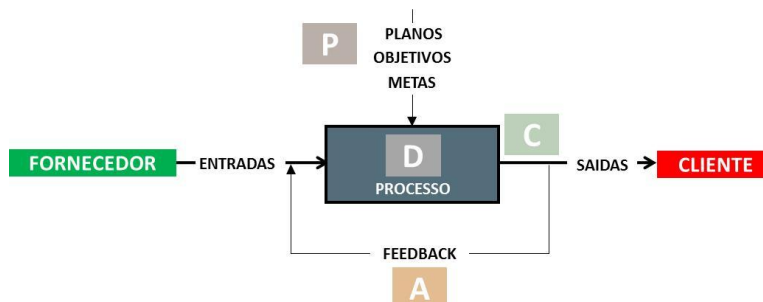 P
PLANOS
OBJETIVOS
METAS
FORNECEDOR
ENTRADAS
D
PROCESSO
C
SAIDAS
CLIENTE
FEEDBACK
A